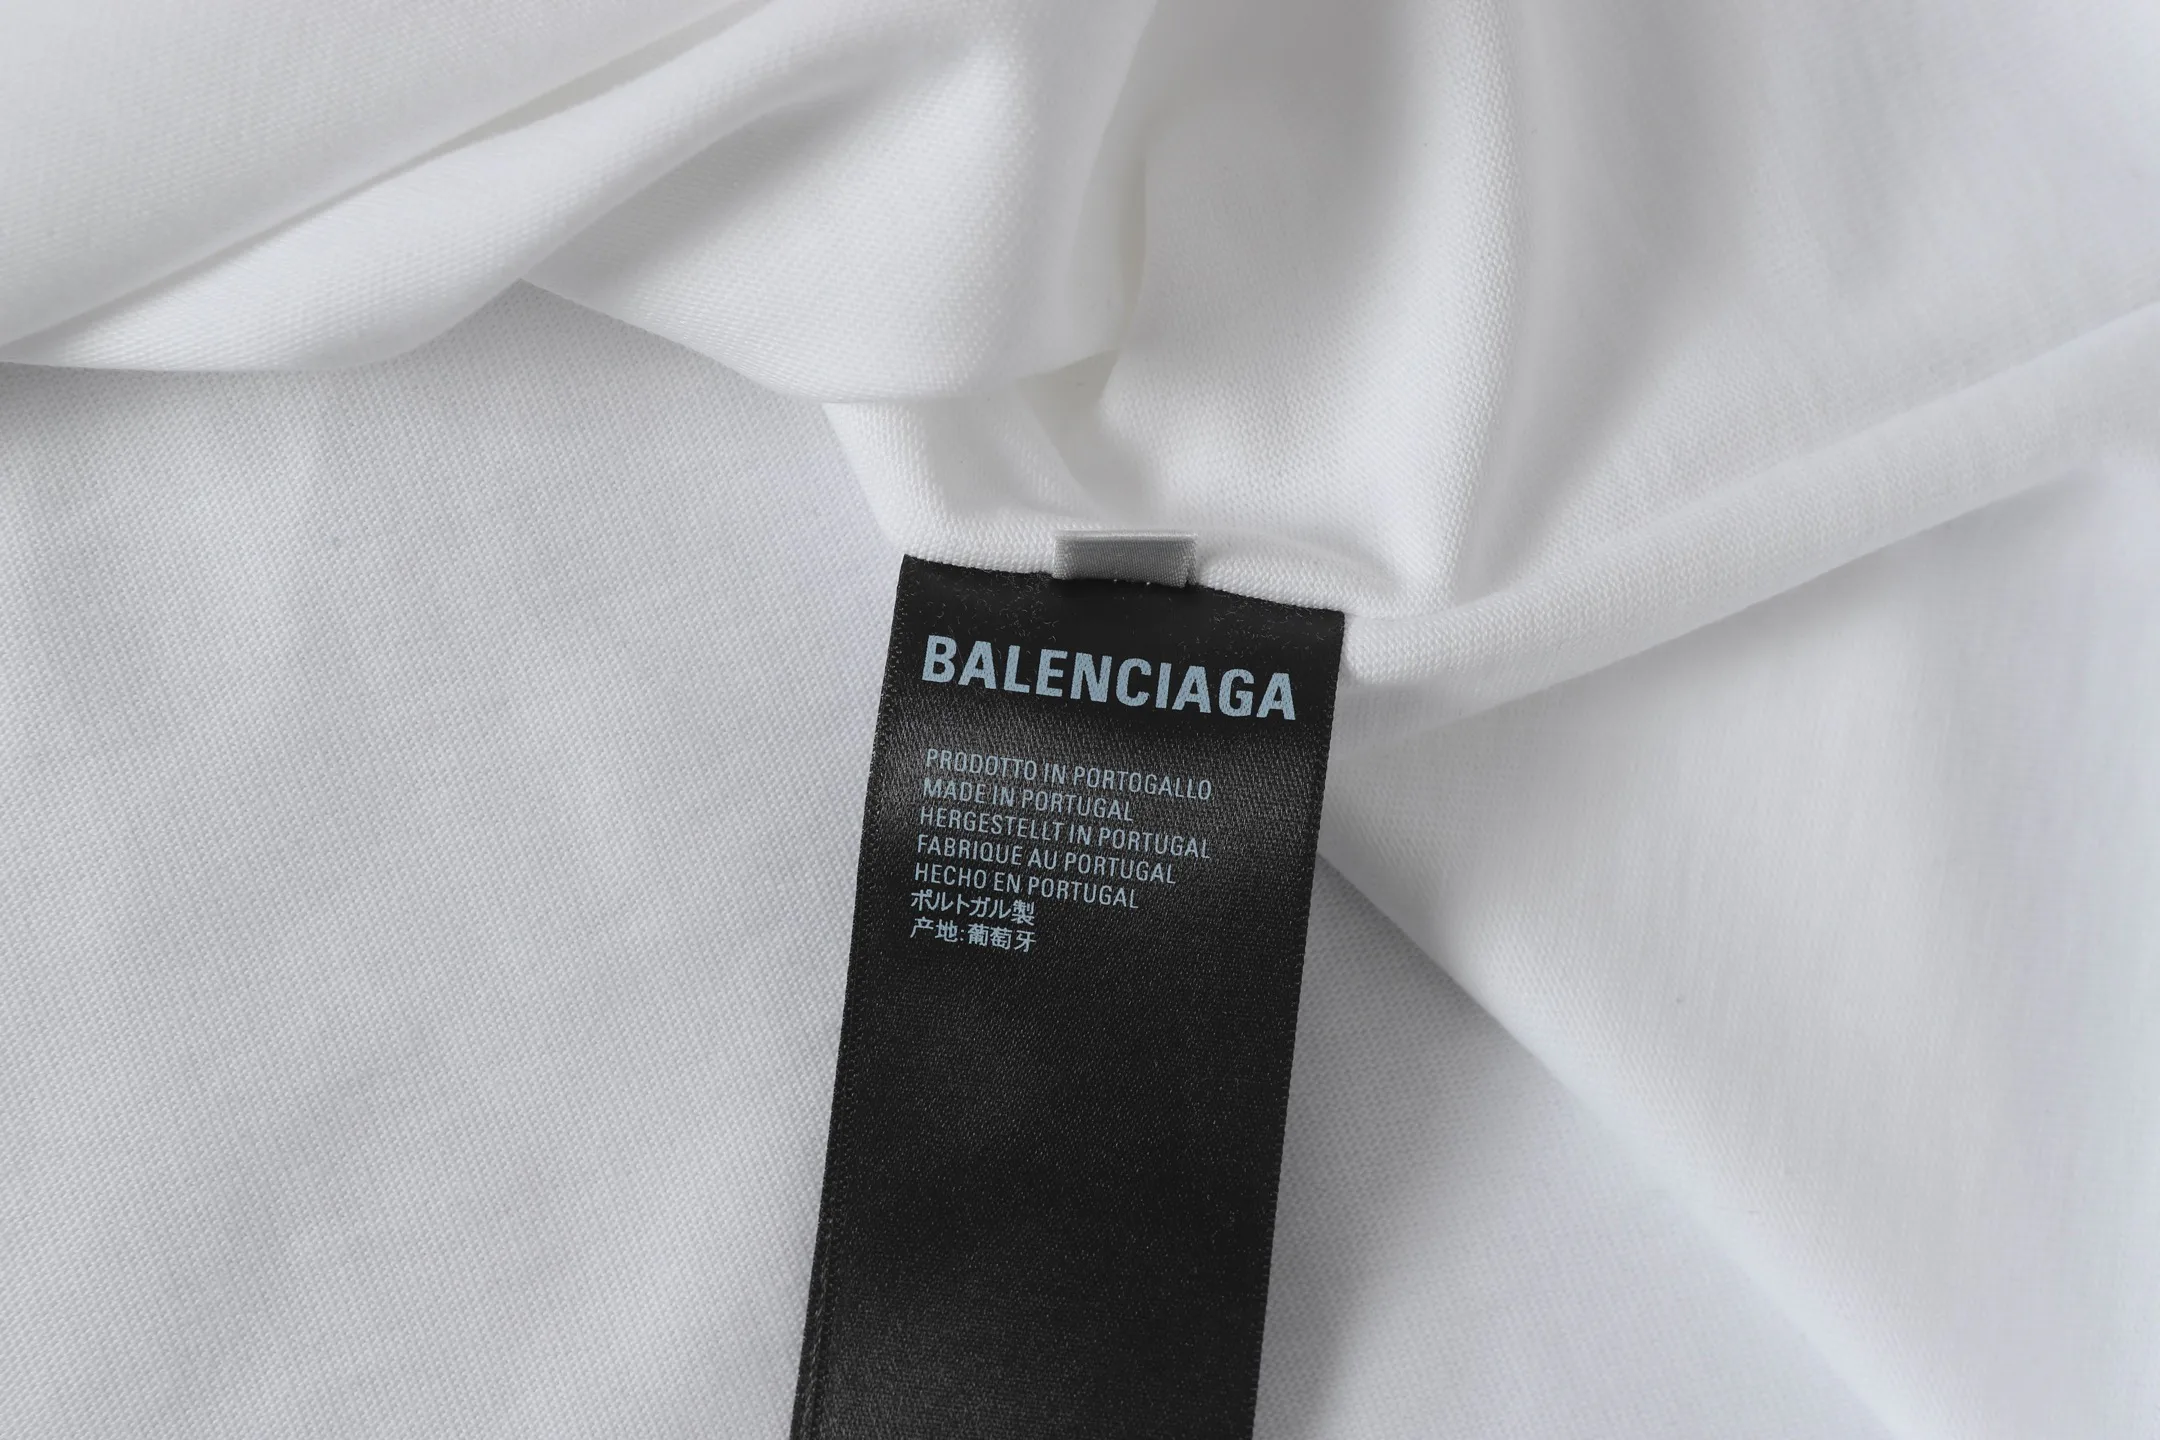 BALENCIAGA
PRODOTTO IN PORTOGALLO
MADE IN PORTUGAL
HERGESTELLT IN PORTUGAL
FABRIQUE AU PORTUGAL
HECHO EN PORTUGAL
ポルトガル製
产地:葡萄牙